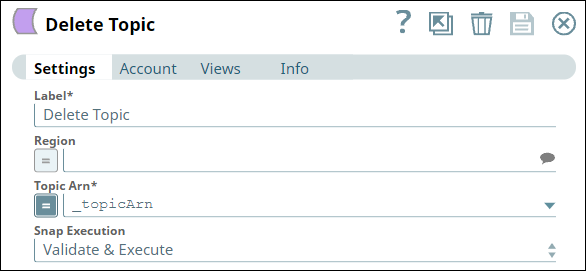 Delete Topic
?
Settings Account Views Info
Label*
Delete Topic
Region
=
Topic Arn*
= _topicArn
Snap Execution
Validate & Execute